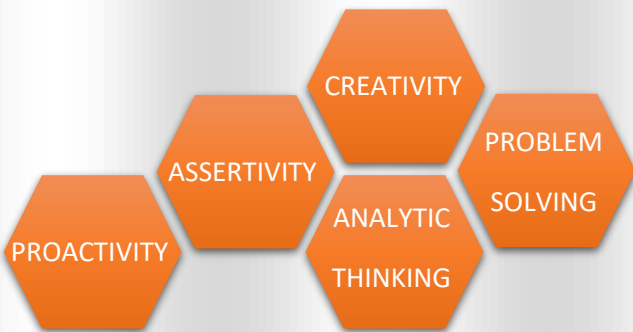 CREATIVITY
PROBLEM
SOLVING
ASSERTIVITY
ANALYTIC
THINKING
PROACTIVITY